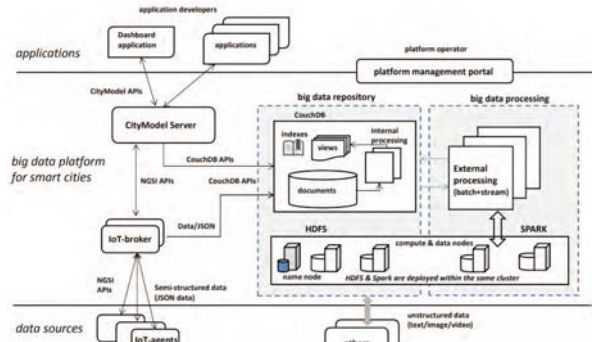 application developers
Dashboard
application
applications
applications
platform operator
platform management portal
CityModel APIs
big data repository
big data processing
CouchDB
CityModel Server
indexes
views
Internal
processing
CouchDB APIs
big data platform
for smart cities
External
processing
(batch+stream)
NGSI APIs
CouchDB APIs
documents
Data/JSON
HDFS
SPARK
IoT-broker
compute & data nodes
name node
HDFS & Spark are deployed within the same cluster
NGSI
APIs
Semi-structured data
(JSON data)
unstructured data
(text/image/video)
data sources
IoT-agents